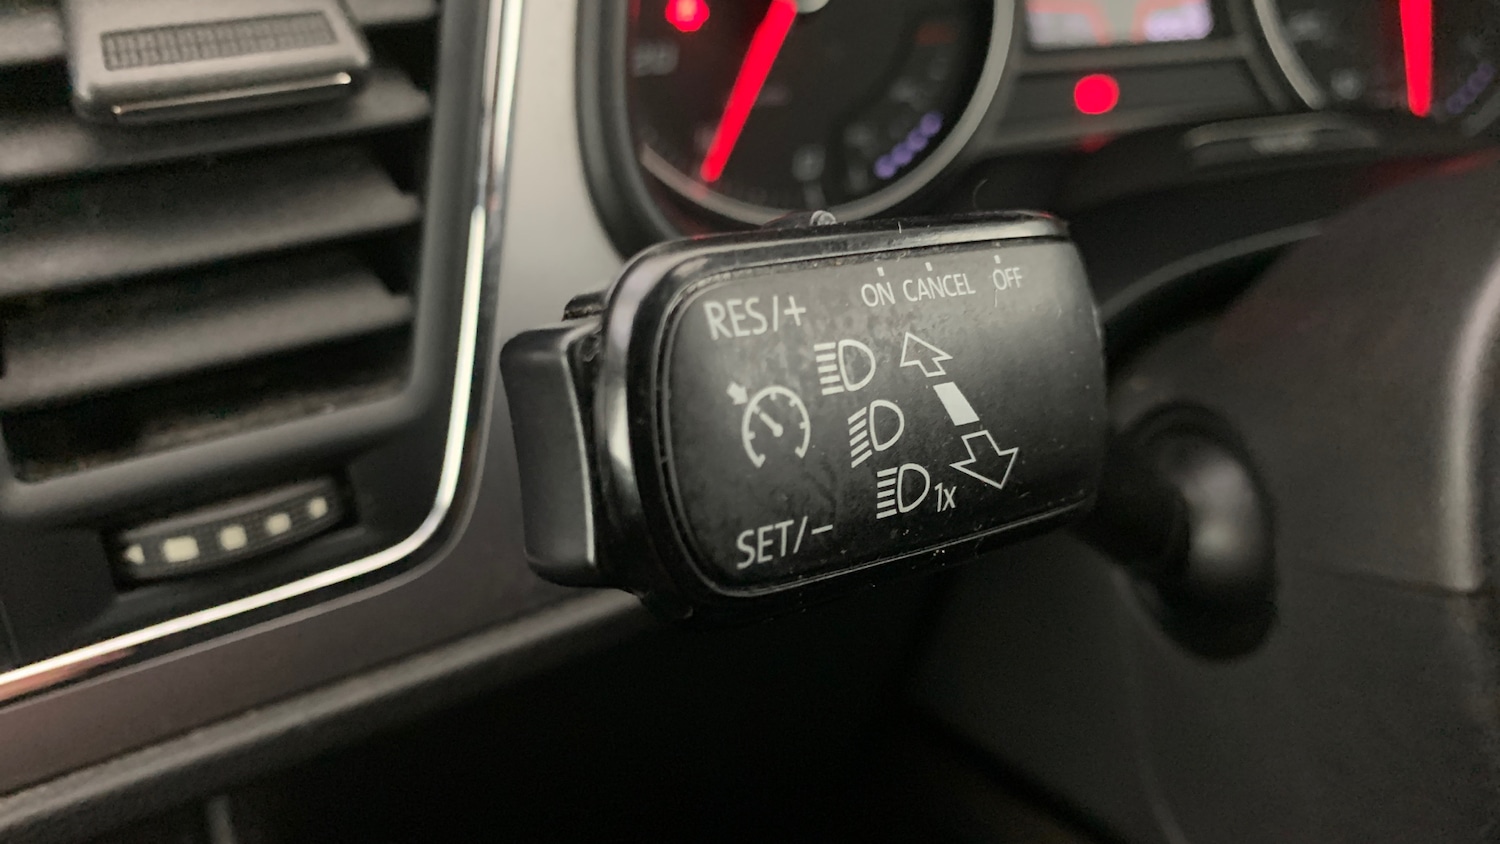 ON CANCEL OFF
RES/+
1x
SET/−